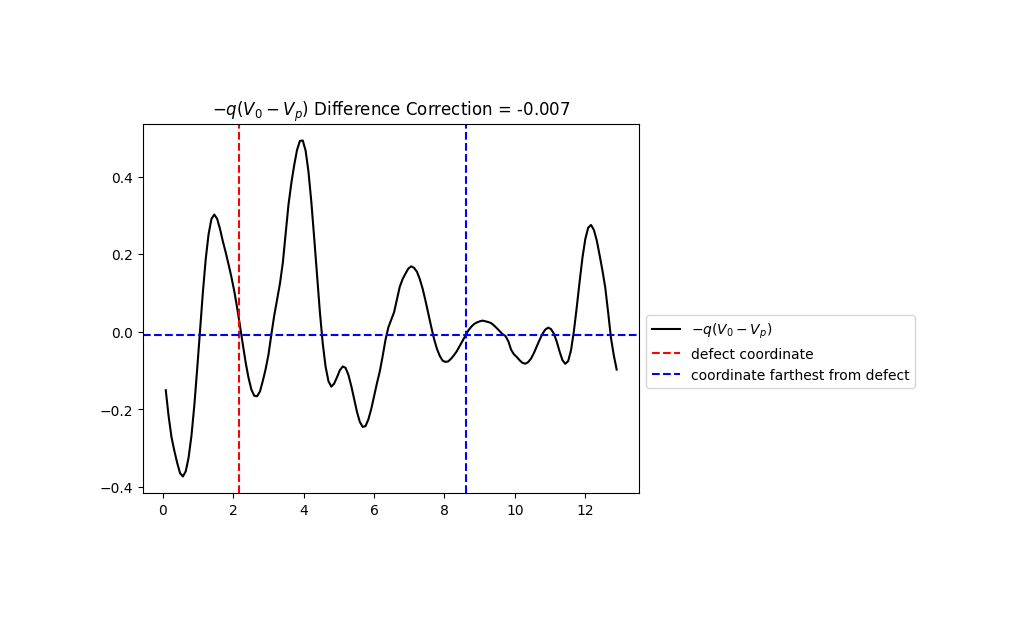 −q(V₀ − Vₚ) Difference Correction = -0.007
0.4
0.2
0.0
−0.2
−0.4
0 2 4 6 8 10 12
−q(V₀ − Vₚ)
defect coordinate
coordinate farthest from defect